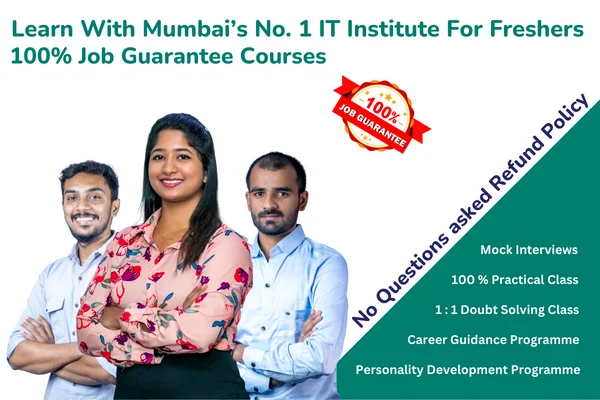 Learn With Mumbai’s No. 1 IT Institute For Freshers
100% Job Guarantee Courses
100%
JOB GUARANTEE
No Questions asked Refund Policy
Mock Interviews
100 % Practical Class
1 : 1 Doubt Solving Class
Career Guidance Programme
Personality Development Programme